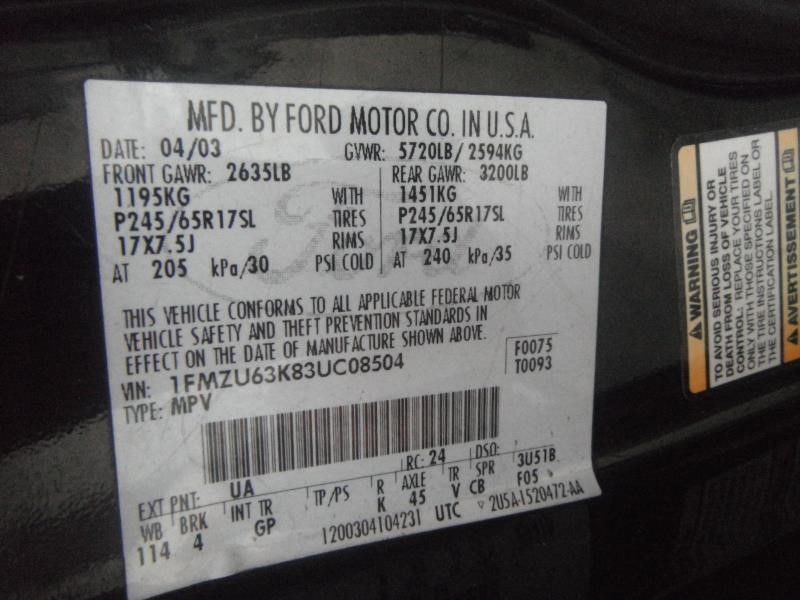 MFD. BY FORD MOTOR CO. IN U.S.A.
DATE: 04/03 GVWR: 5720LB/ 2594KG
FRONT GAWR: 2635LB REAR GAWR: 3200LB
1195KG WITH 1451KG WITH
P245/65R17SL TIRES P245/65R17SL TIRES
17X7.5J RIMS 17X7.5J RIMS
AT 205 kPa/30 PSI COLD AT 240 kPa/35 PSI COLD
Ford
THIS VEHICLE CONFORMS TO ALL APPLICABLE FEDERAL MOTOR
VEHICLE SAFETY AND THEFT PREVENTION STANDARDS IN
EFFECT ON THE DATE OF MANUFACTURE SHOWN ABOVE.
F0075
T0093
VIN: 1FMZU63K83UC08504
TYPE: MPV
EXT PNT: UA RC: 24 DSO: 3U51B
WB BRK INT TR TP/PS R AXLE TR SPR F05
114 4 GP K 45 V CB
1200304104231 UTC 2U5A-1520472-AA
WARNING
TO AVOID SERIOUS INJURY OR
DEATH FROM LOSS OF VEHICLE
CONTROL: REPLACE YOUR TIRES
ONLY WITH THOSE SPECIFIED ON
THE TIRE INSTRUCTIONS LABEL OR
THE CERTIFICATION LABEL.
AVERTISSEMENT